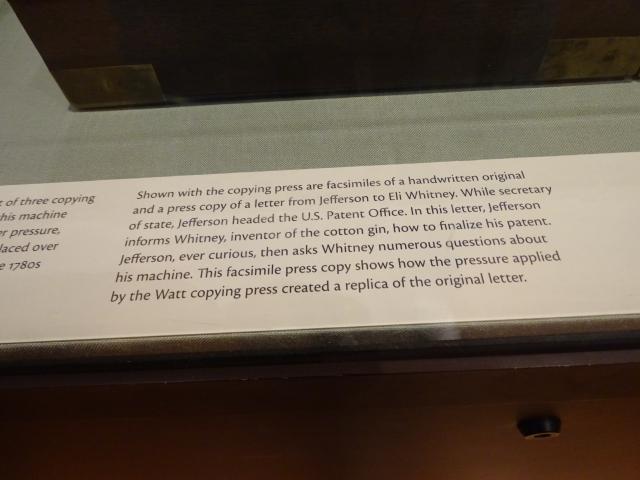 t of three copying
his machine
r pressure,
laced over
e 1780s
Shown with the copying press are facsimiles of a handwritten original
and a press copy of a letter from Jefferson to Eli Whitney. While secretary
of state, Jefferson headed the U.S. Patent Office. In this letter, Jefferson
informs Whitney, inventor of the cotton gin, how to finalize his patent.
Jefferson, ever curious, then asks Whitney numerous questions about
his machine. This facsimile press copy shows how the pressure applied
by the Watt copying press created a replica of the original letter.